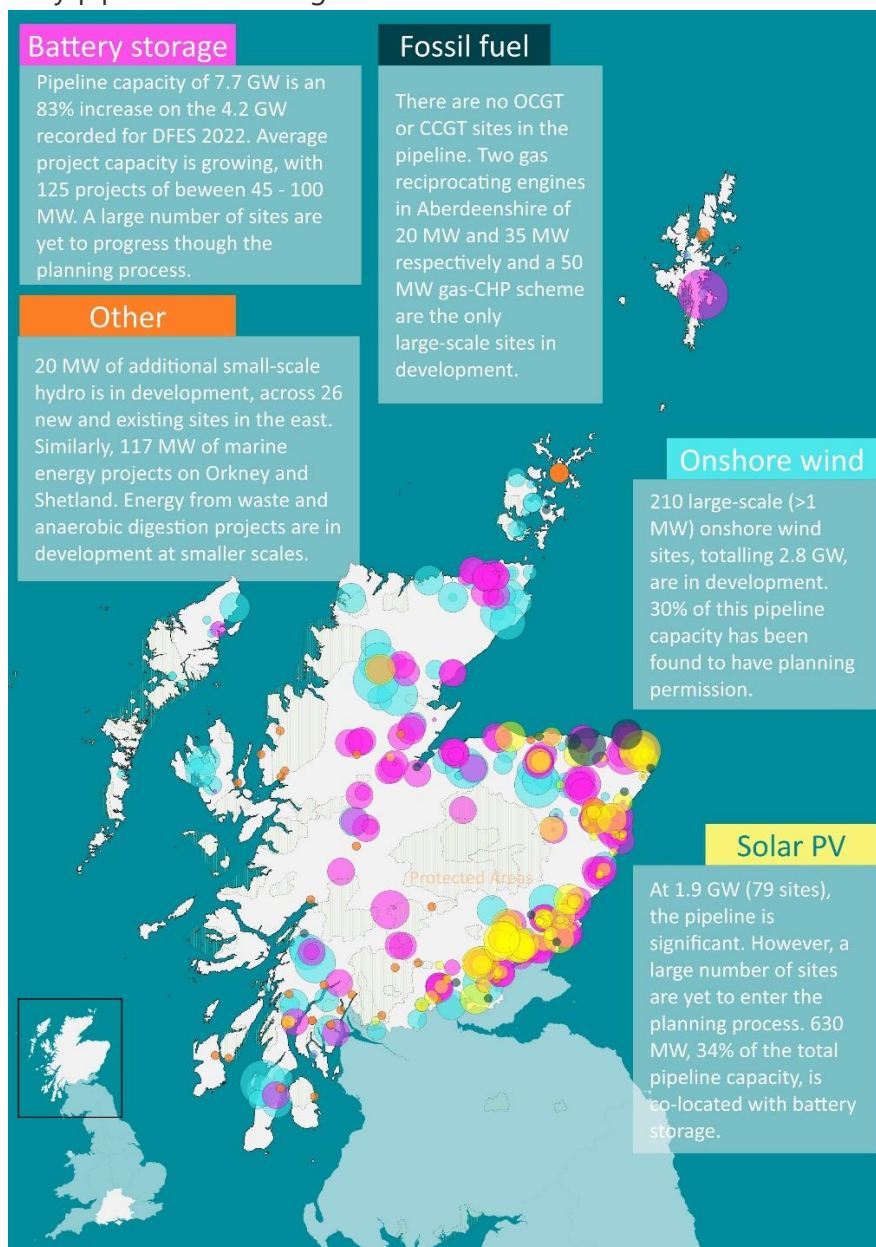 Battery storage
Pipeline capacity of 7.7 GW is an
83% increase on the 4.2 GW
recorded for DFES 2022. Average
project capacity is growing, with
125 projects of beween 45 - 100
MW. A large number of sites are
yet to progress though the
planning process.
Fossil fuel
There are no OCGT
or CCGT sites in the
pipeline. Two gas
reciprocating engines
in Aberdeenshire of
20 MW and 35 MW
respectively and a 50
MW gas-CHP scheme
are the only
large-scale sites in
development.
Other
20 MW of additional small-scale
hydro is in development, across 26
new and existing sites in the east.
Similarly, 117 MW of marine
energy projects on Orkney and
Shetland. Energy from waste and
anaerobic digestion projects are in
development at smaller scales.
Onshore wind
210 large-scale (>1
MW) onshore wind
sites, totalling 2.8 GW,
are in development.
30% of this pipeline
capacity has been
found to have planning
permission.
Protected Areas
Solar PV
At 1.9 GW (79 sites),
the pipeline is
significant. However, a
large number of sites
are yet to enter the
planning process. 630
MW, 34% of the total
pipeline capacity, is
co-located with battery
storage.